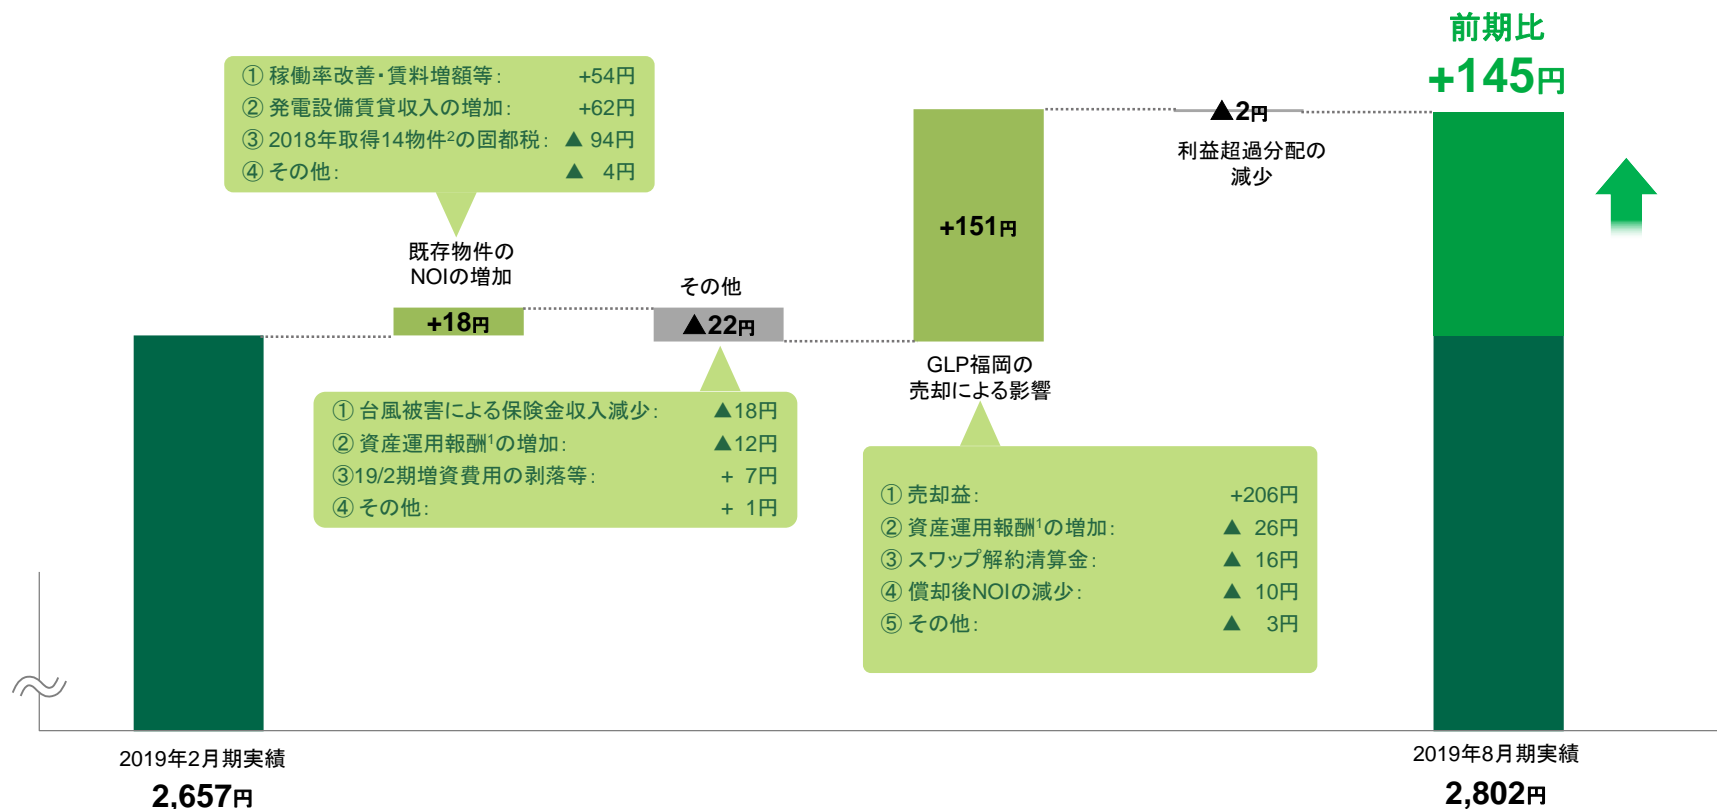 前期比
+145円
① 稼働率改善・賃料増額等: +54円
② 発電設備賃貸収入の増加: +62円
③ 2018年取得14物件2の固都税: ▲ 94円
④ その他: ▲ 4円
既存物件の
NOIの増加
+18円
その他
▲22円
① 台風被害による保険金収入減少: ▲18円
② 資産運用報酬1の増加: ▲12円
③19/2期増資費用の剥落等: + 7円
④ その他: + 1円
+151円
GLP福岡の
売却による影響
① 売却益: +206円
② 資産運用報酬1の増加: ▲ 26円
③ スワップ解約清算金: ▲ 16円
④ 償却後NOIの減少: ▲ 10円
⑤ その他: ▲ 3円
▲2円
利益超過分配の
減少
2019年2月期実績
2,657円
2019年8月期実績
2,802円